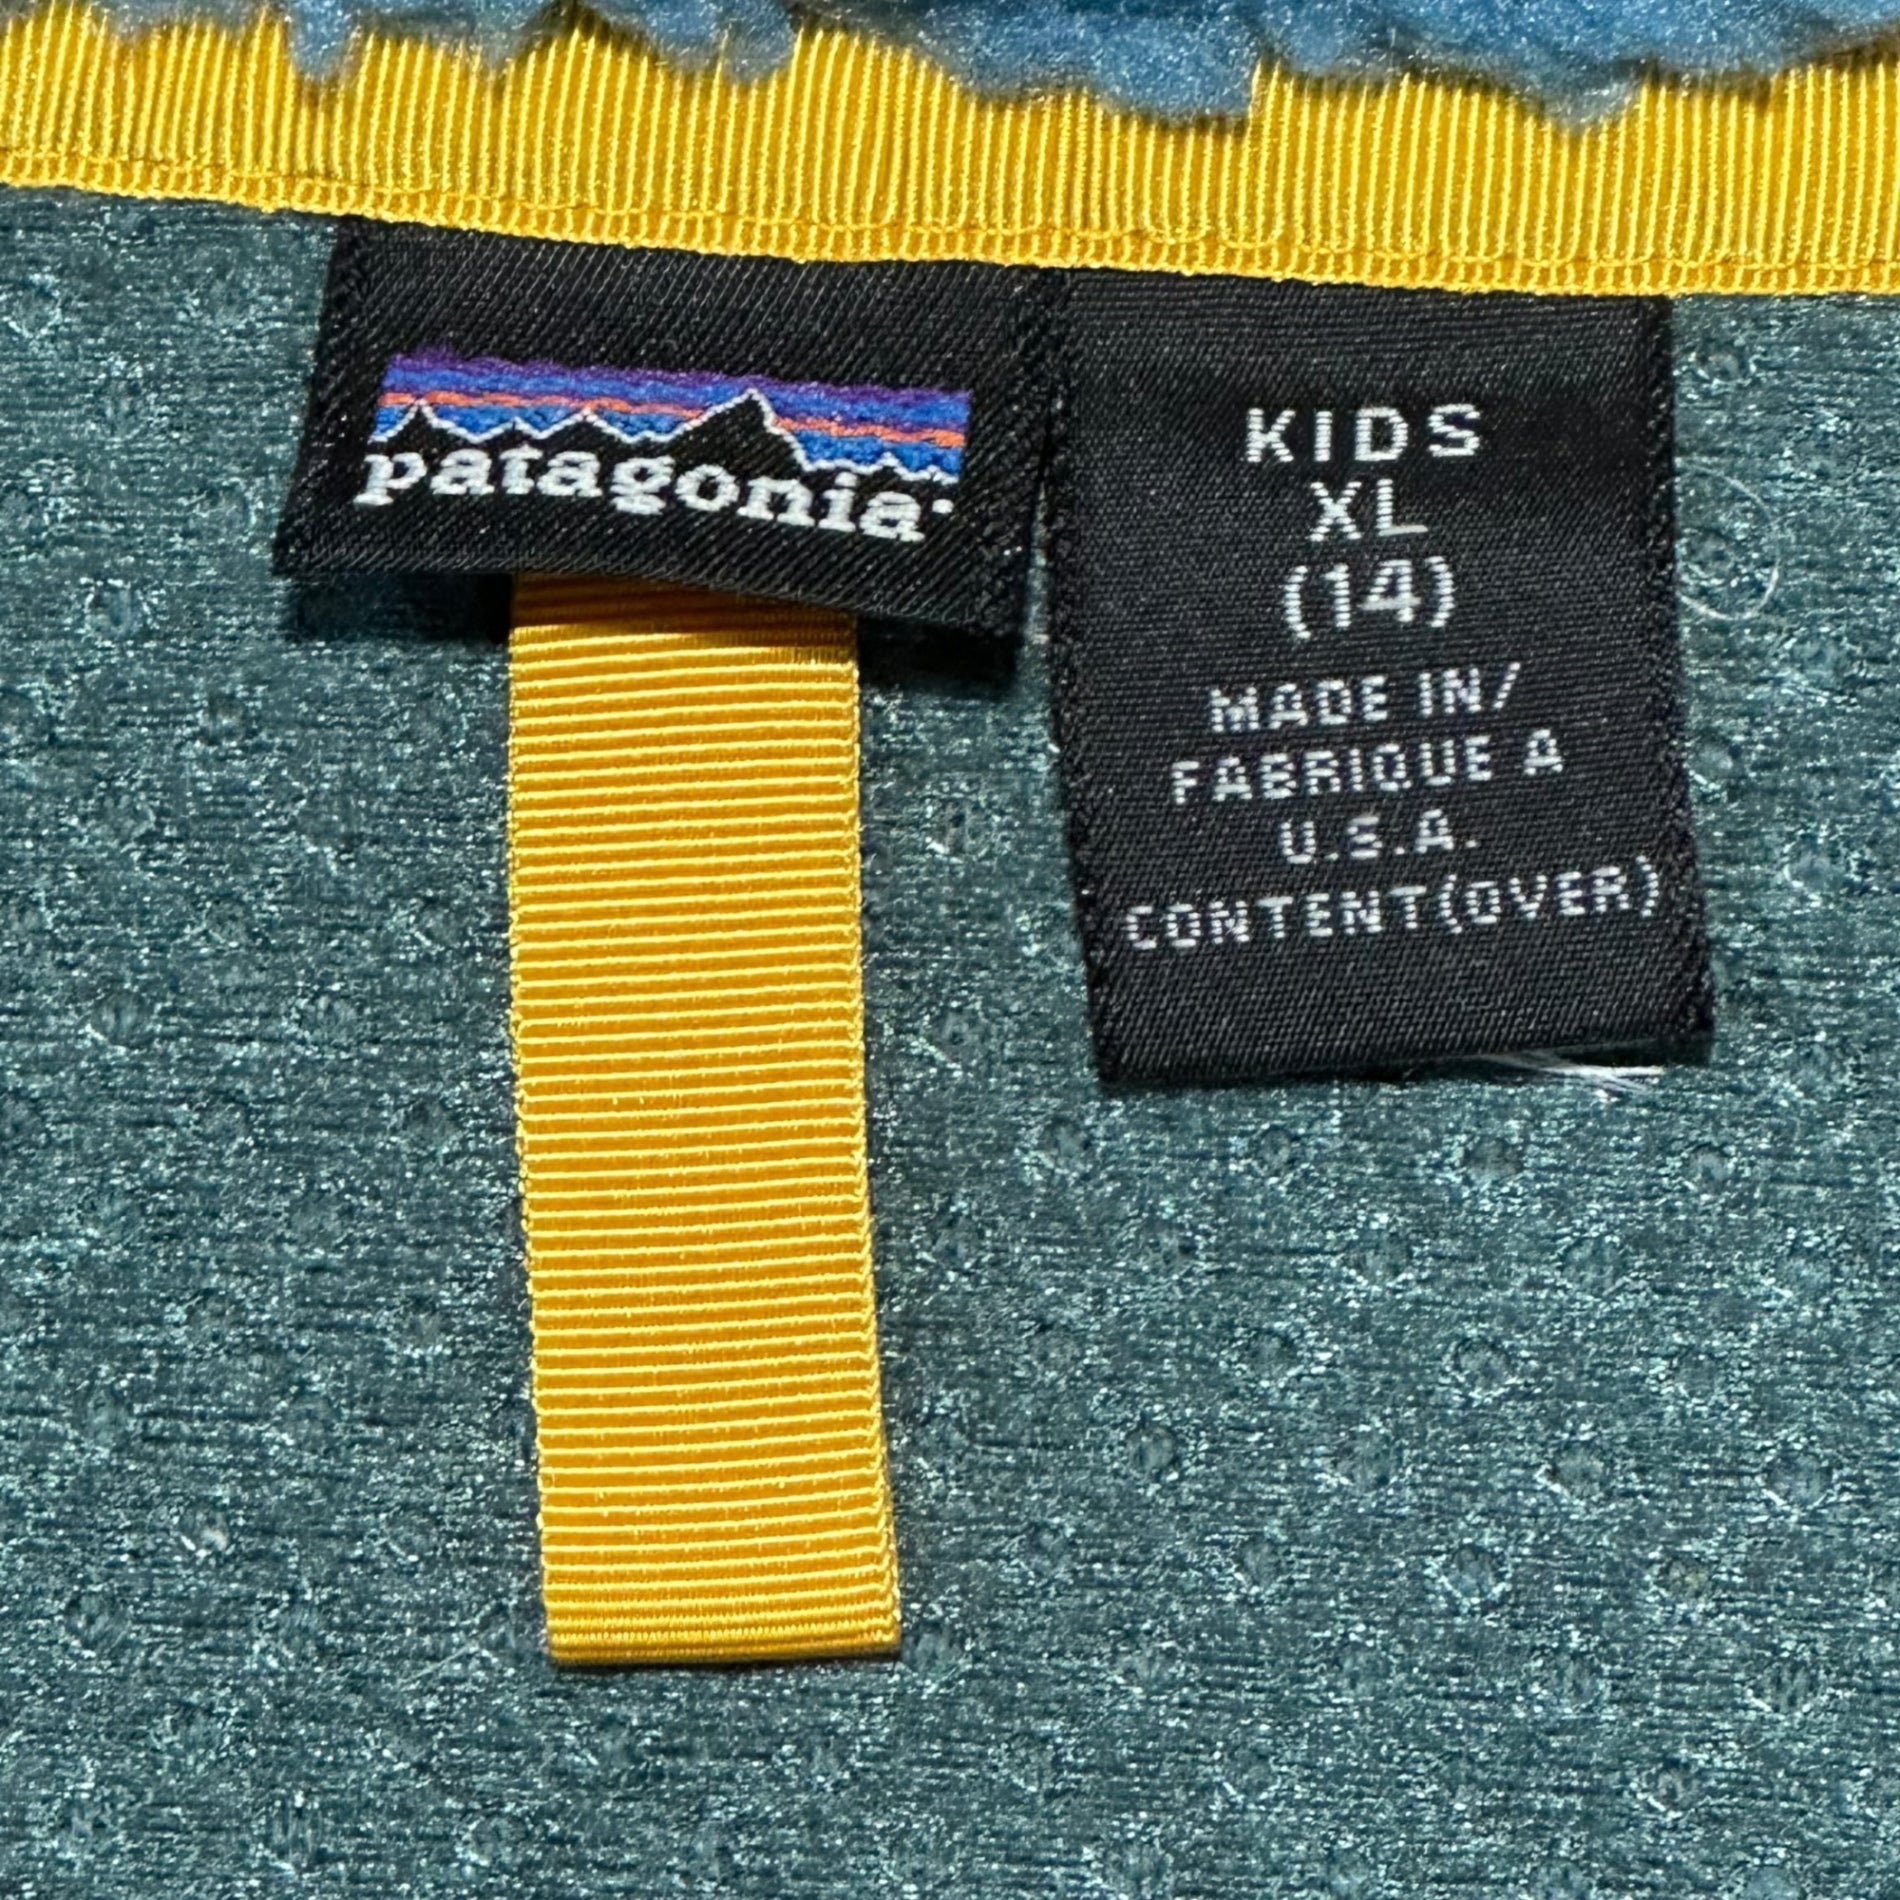 patagonia
KIDS
XL
(14)
MADE IN/
FABRIQUE A
U.S.A.
CONTENT(OVER)